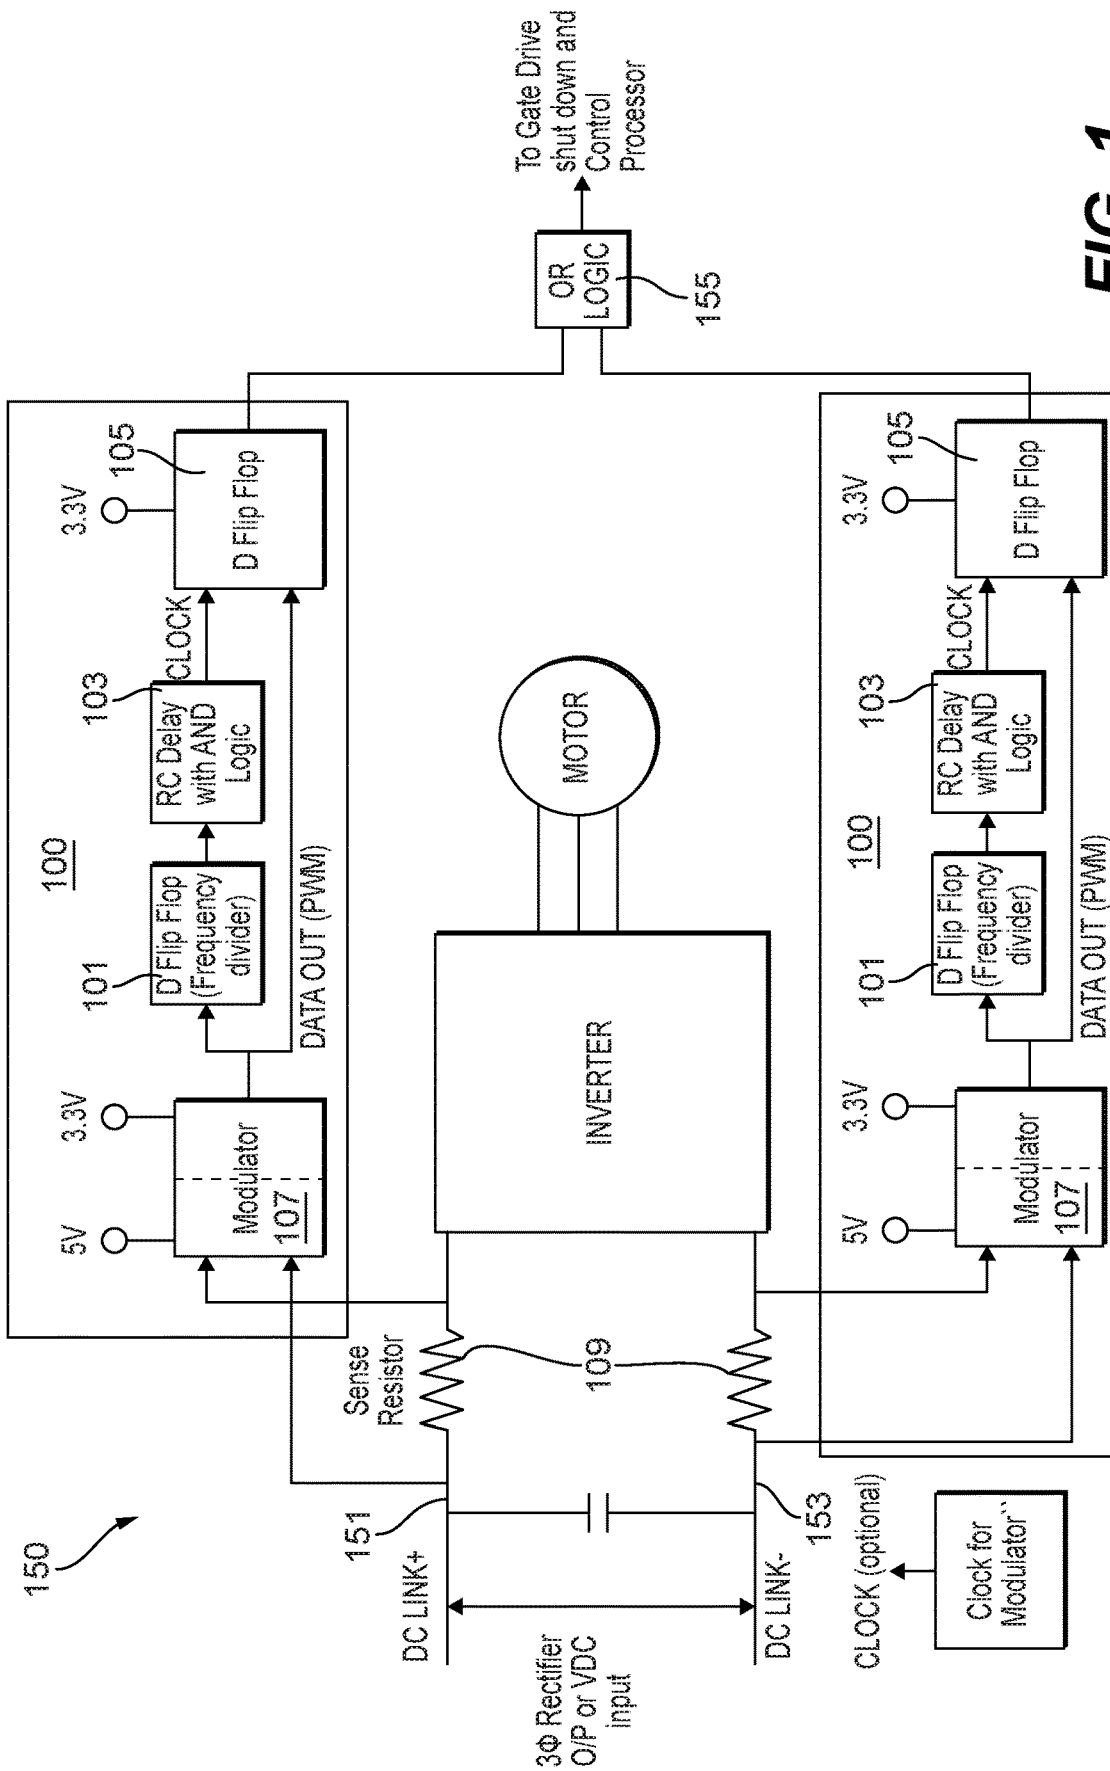 150
100
5V
3.3V
3.3V
105
Modulator
107
101
D Flip Flop
(Frequency
divider)
103
RC Delay
with AND
Logic
CLOCK
D Flip Flop
DATA OUT (PWM)
Sense
Resistor
151
DC LINK+
3Φ Rectifier
O/P or VDC
input
DC LINK-
153
109
INVERTER
MOTOR
OR
LOGIC
155
To Gate Drive
shut down and
Control
Processor
CLOCK (optional)
Clock for
Modulator``
100
5V
3.3V
3.3V
105
Modulator
107
101
D Flip Flop
(Frequency
divider)
103
RC Delay
with AND
Logic
CLOCK
D Flip Flop
DATA OUT (PWM)
FIG. 1